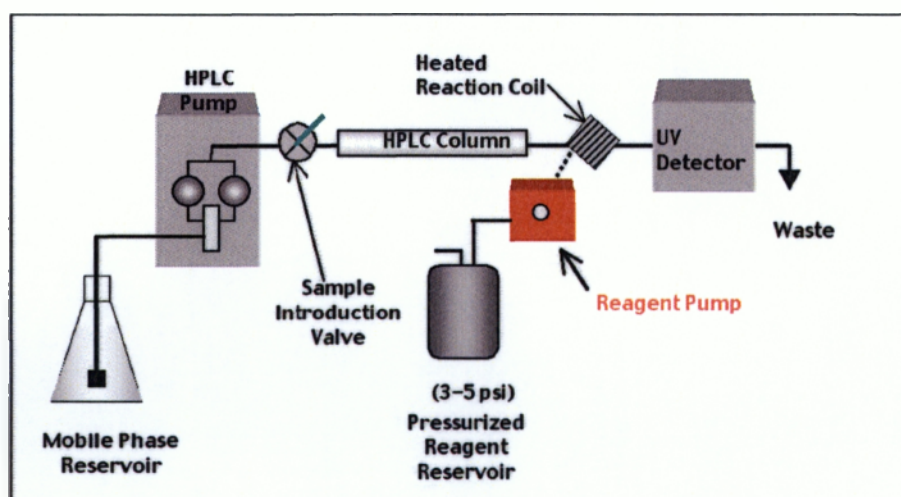 HPLC
Pump
Heated
Reaction Coil
HPLC Column
UV
Detector
Waste
Sample
Introduction
Valve
Reagent Pump
(3-5 psi)
Pressurized
Reagent
Reservoir
Mobile Phase
Reservoir